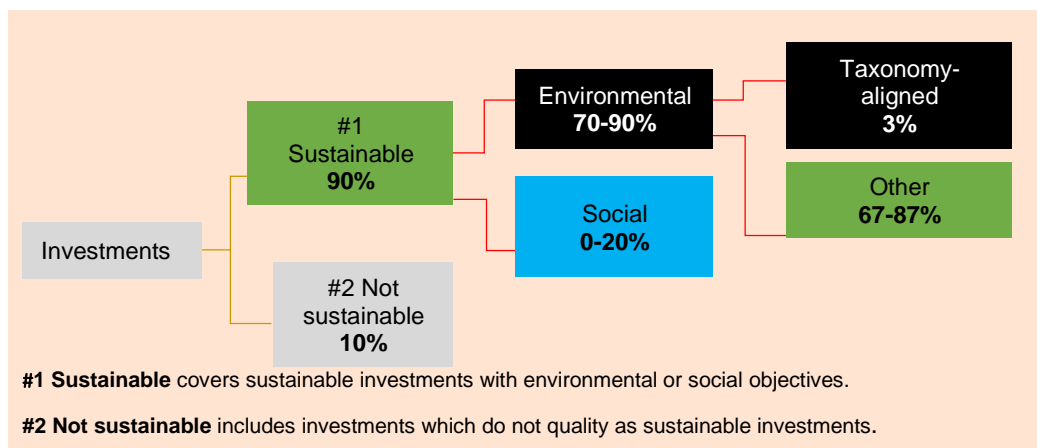 Investments
#1
Sustainable
90%
#2 Not
sustainable
10%
Environmental
70-90%
Social
0-20%
Taxonomy-
aligned
3%
Other
67-87%
#1 Sustainable covers sustainable investments with environmental or social objectives.
#2 Not sustainable includes investments which do not quality as sustainable investments.